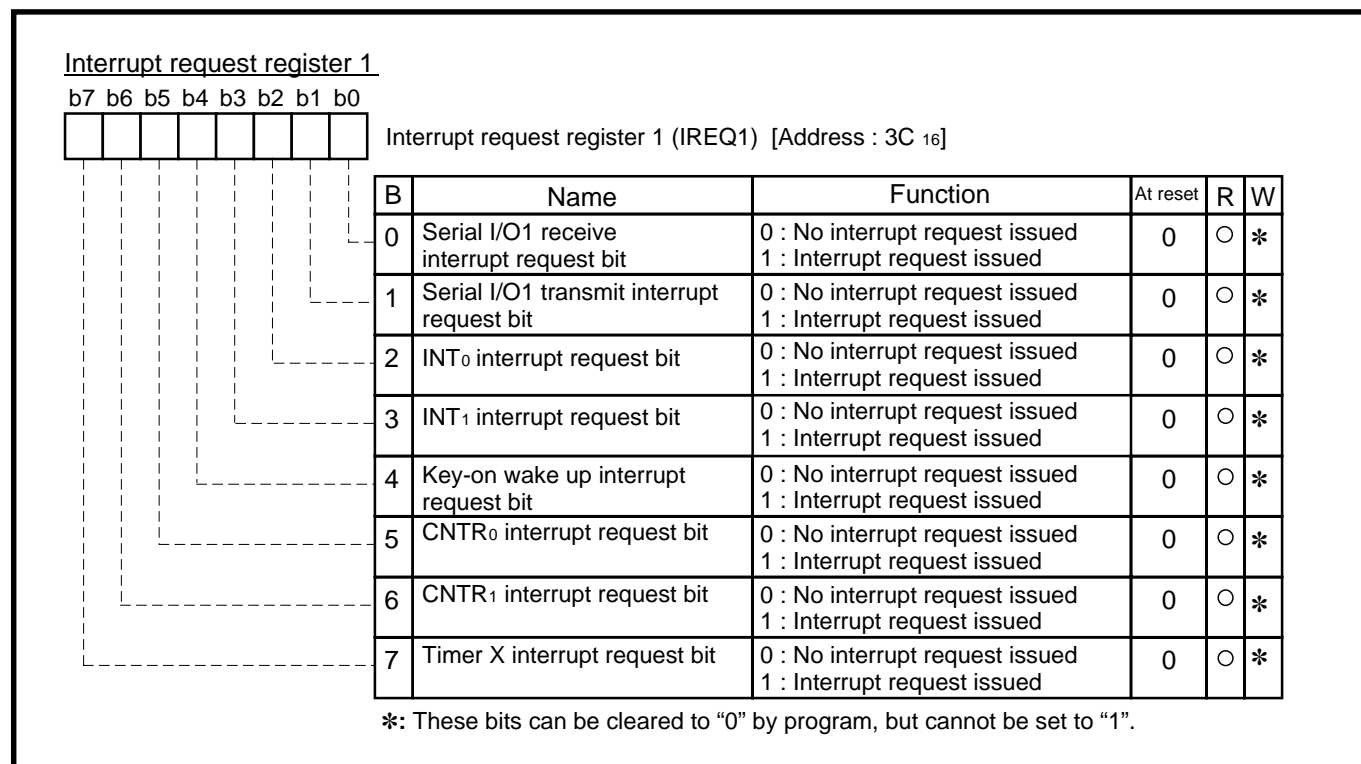 Interrupt request register 1
b7 b6 b5 b4 b3 b2 b1 b0
Interrupt request register 1 (IREQ1) [Address : 3C 16]
B Name Function At reset R W
0 Serial I/O1 receive interrupt request bit 0 : No interrupt request issued 0 ○ ✻
1 : Interrupt request issued
1 Serial I/O1 transmit interrupt request bit 0 : No interrupt request issued 0 ○ ✻
1 : Interrupt request issued
2 INT0 interrupt request bit 0 : No interrupt request issued 0 ○ ✻
1 : Interrupt request issued
3 INT1 interrupt request bit 0 : No interrupt request issued 0 ○ ✻
1 : Interrupt request issued
4 Key-on wake up interrupt request bit 0 : No interrupt request issued 0 ○ ✻
1 : Interrupt request issued
5 CNTR0 interrupt request bit 0 : No interrupt request issued 0 ○ ✻
1 : Interrupt request issued
6 CNTR1 interrupt request bit 0 : No interrupt request issued 0 ○ ✻
1 : Interrupt request issued
7 Timer X interrupt request bit 0 : No interrupt request issued 0 ○ ✻
1 : Interrupt request issued
✻: These bits can be cleared to “0” by program, but cannot be set to “1”.